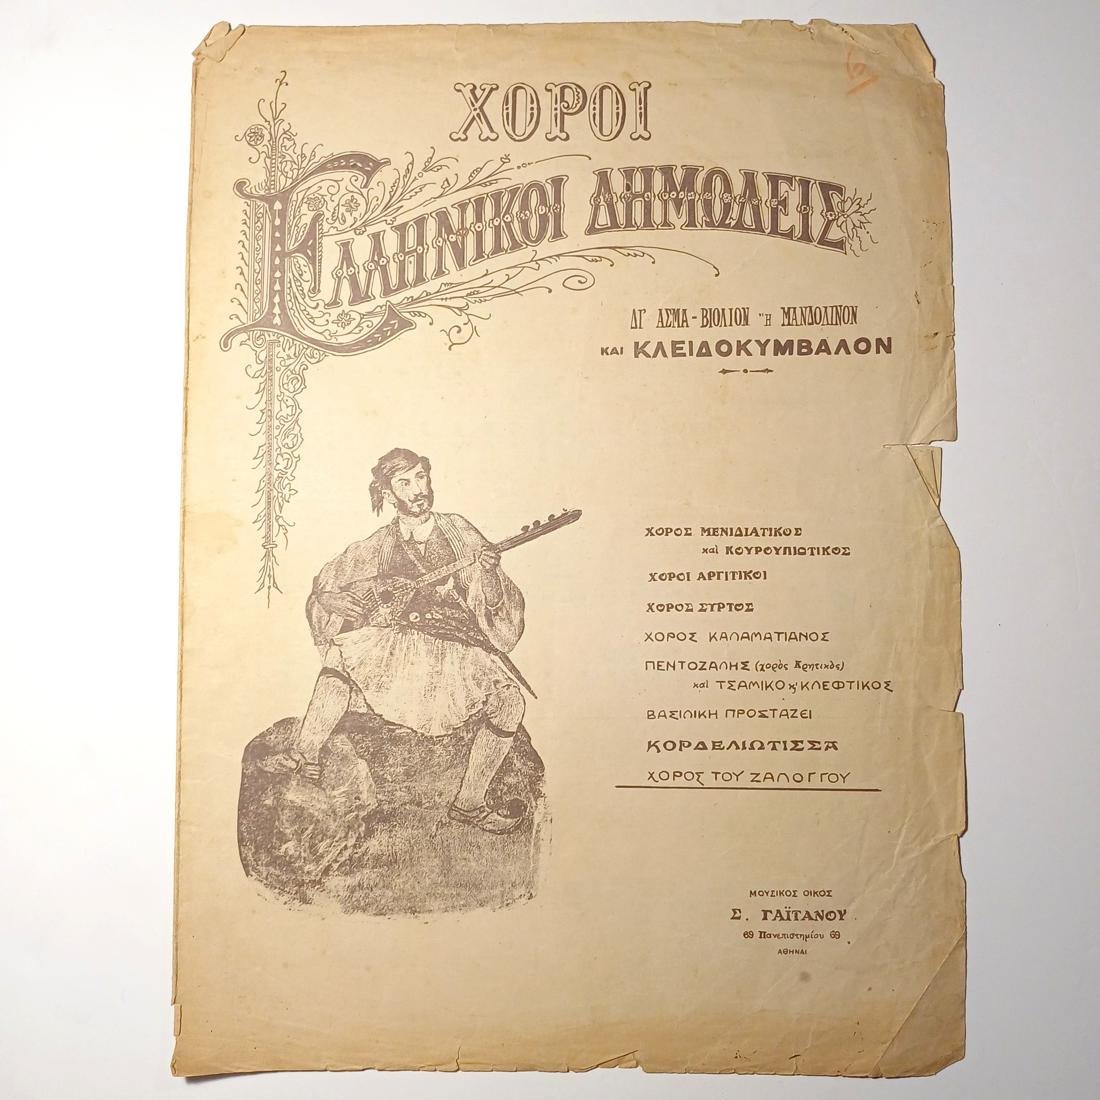 ΧΟΡΟΙ
ΕΛΛΗΝΙΚΟΙ ΔΗΜΩΔΕΙΣ
ΔΙ' ΑΣΜΑ - ΒΙΟΛΙΟΝ Ἢ ΜΑΝΔΟΛΙΝΟΝ
ΚΑΙ ΚΛΕΙΔΟΚΥΜΒΑΛΟΝ
ΧΟΡΟΣ ΜΕΝΙΔΙΑΤΙΚΟΣ
καὶ ΚΟΥΡΟΥΠΙΩΤΙΚΟΣ
ΧΟΡΟΙ ΑΡΓΙΤΙΚΟΙ
ΧΟΡΟΣ ΣΥΡΤΟΣ
ΧΟΡΟΣ ΚΑΛΑΜΑΤΙΑΝΟΣ
ΠΕΝΤΟΖΑΛΗΣ (χορὸς Κρητικὸς)
καὶ ΤΣΑΜΙΚΟ κ' ΚΛΕΦΤΙΚΟΣ
ΒΑΣΙΛΙΚΗ ΠΡΟΣΤΑΖΕΙ
ΚΟΡΔΕΛΙΩΤΙΣΣΑ
ΧΟΡΟΣ ΤΟΥ ΖΑΛΟΓΓΟΥ
ΜΟΥΣΙΚΟΣ ΟΙΚΟΣ
Σ. ΓΑΪΤΑΝΟΥ
69 Πανεπιστημίου 69
ΑΘΗΝΑΙ